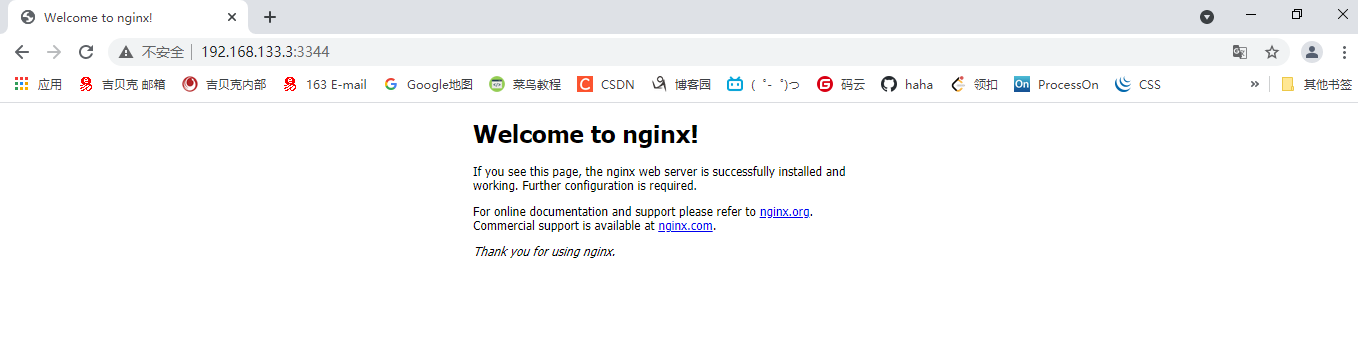 Welcome to nginx!
不安全 192.168.133.3:3344
应用 吉贝克 邮箱 吉贝克内部 163 E-mail Google地图 菜鸟教程 CSDN 博客园 ( ゜- ゜)つ 码云 haha 领扣 On ProcessOn CSS » 其他书签
Welcome to nginx!
If you see this page, the nginx web server is successfully installed and
working. Further configuration is required.
For online documentation and support please refer to nginx.org.
Commercial support is available at nginx.com.
Thank you for using nginx.